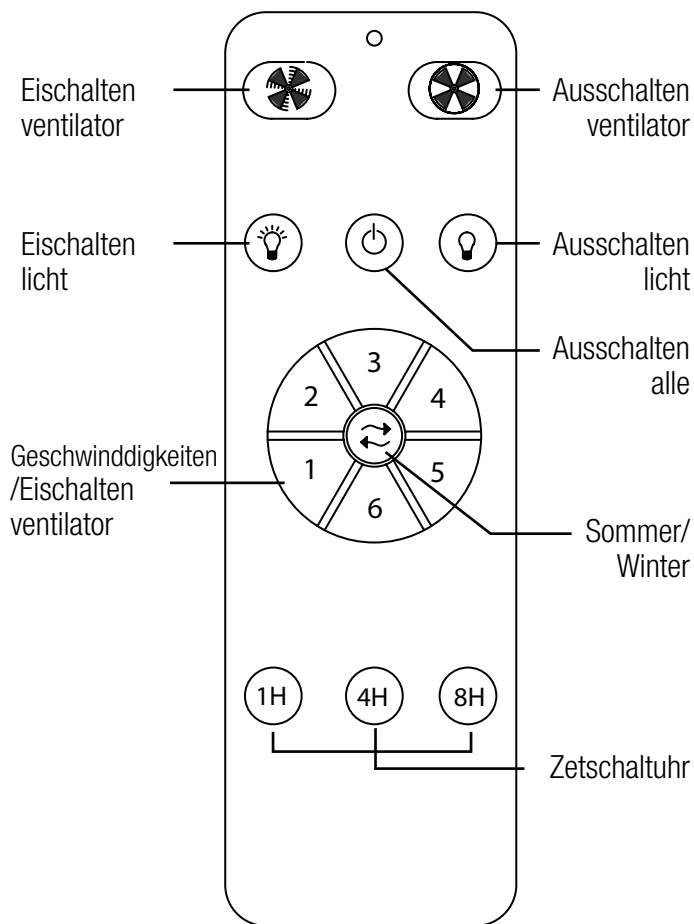 Eischalten
ventilator
Ausschalten
ventilator
Eischalten
licht
Ausschalten
licht
Ausschalten
alle
3
2
4
Geschwinddigkeiten
/Eischalten
ventilator
1
5
6
Sommer/
Winter
1H
4H
8H
Zetschaltuhr